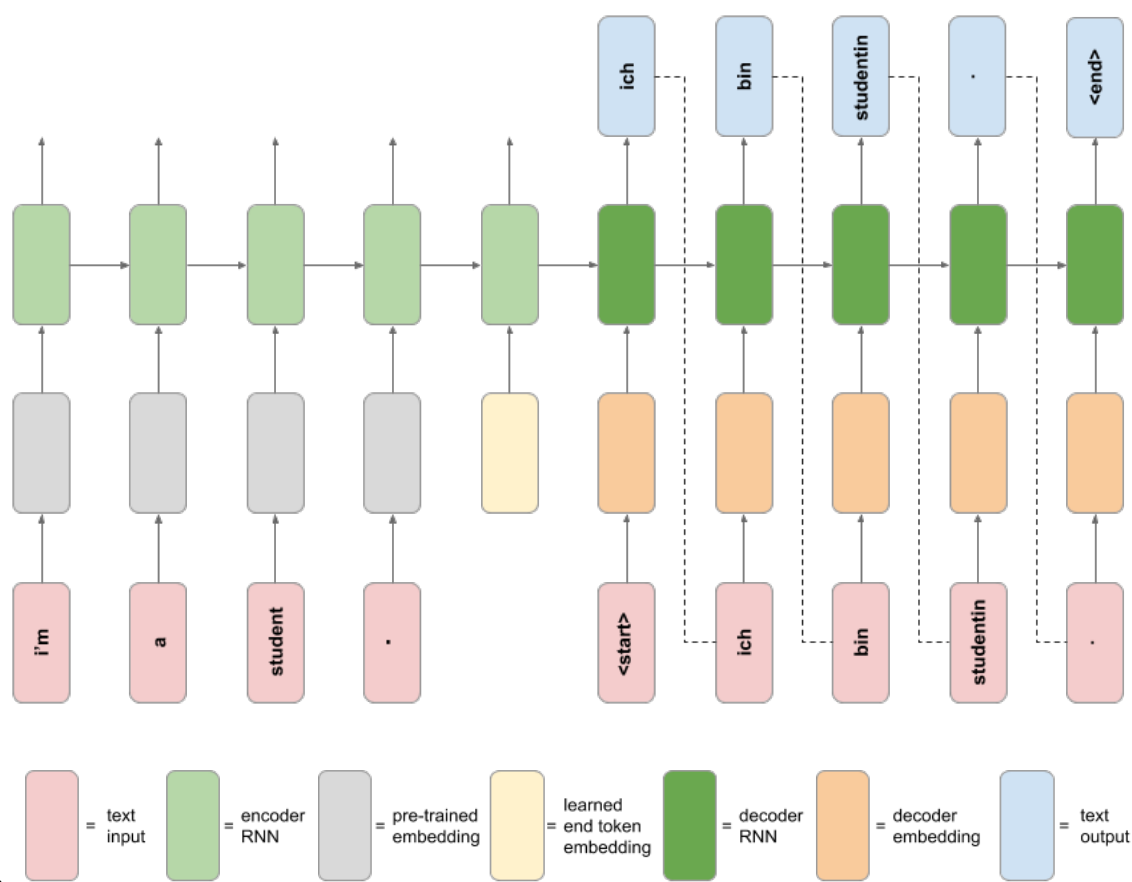 ich
bin
studentin
.
<end>
i'm
a
student
.
<start>
ich
bin
studentin
.
= text input
= encoder RNN
= pre-trained embedding
= learned end token embedding
= decoder RNN
= decoder embedding
= text output